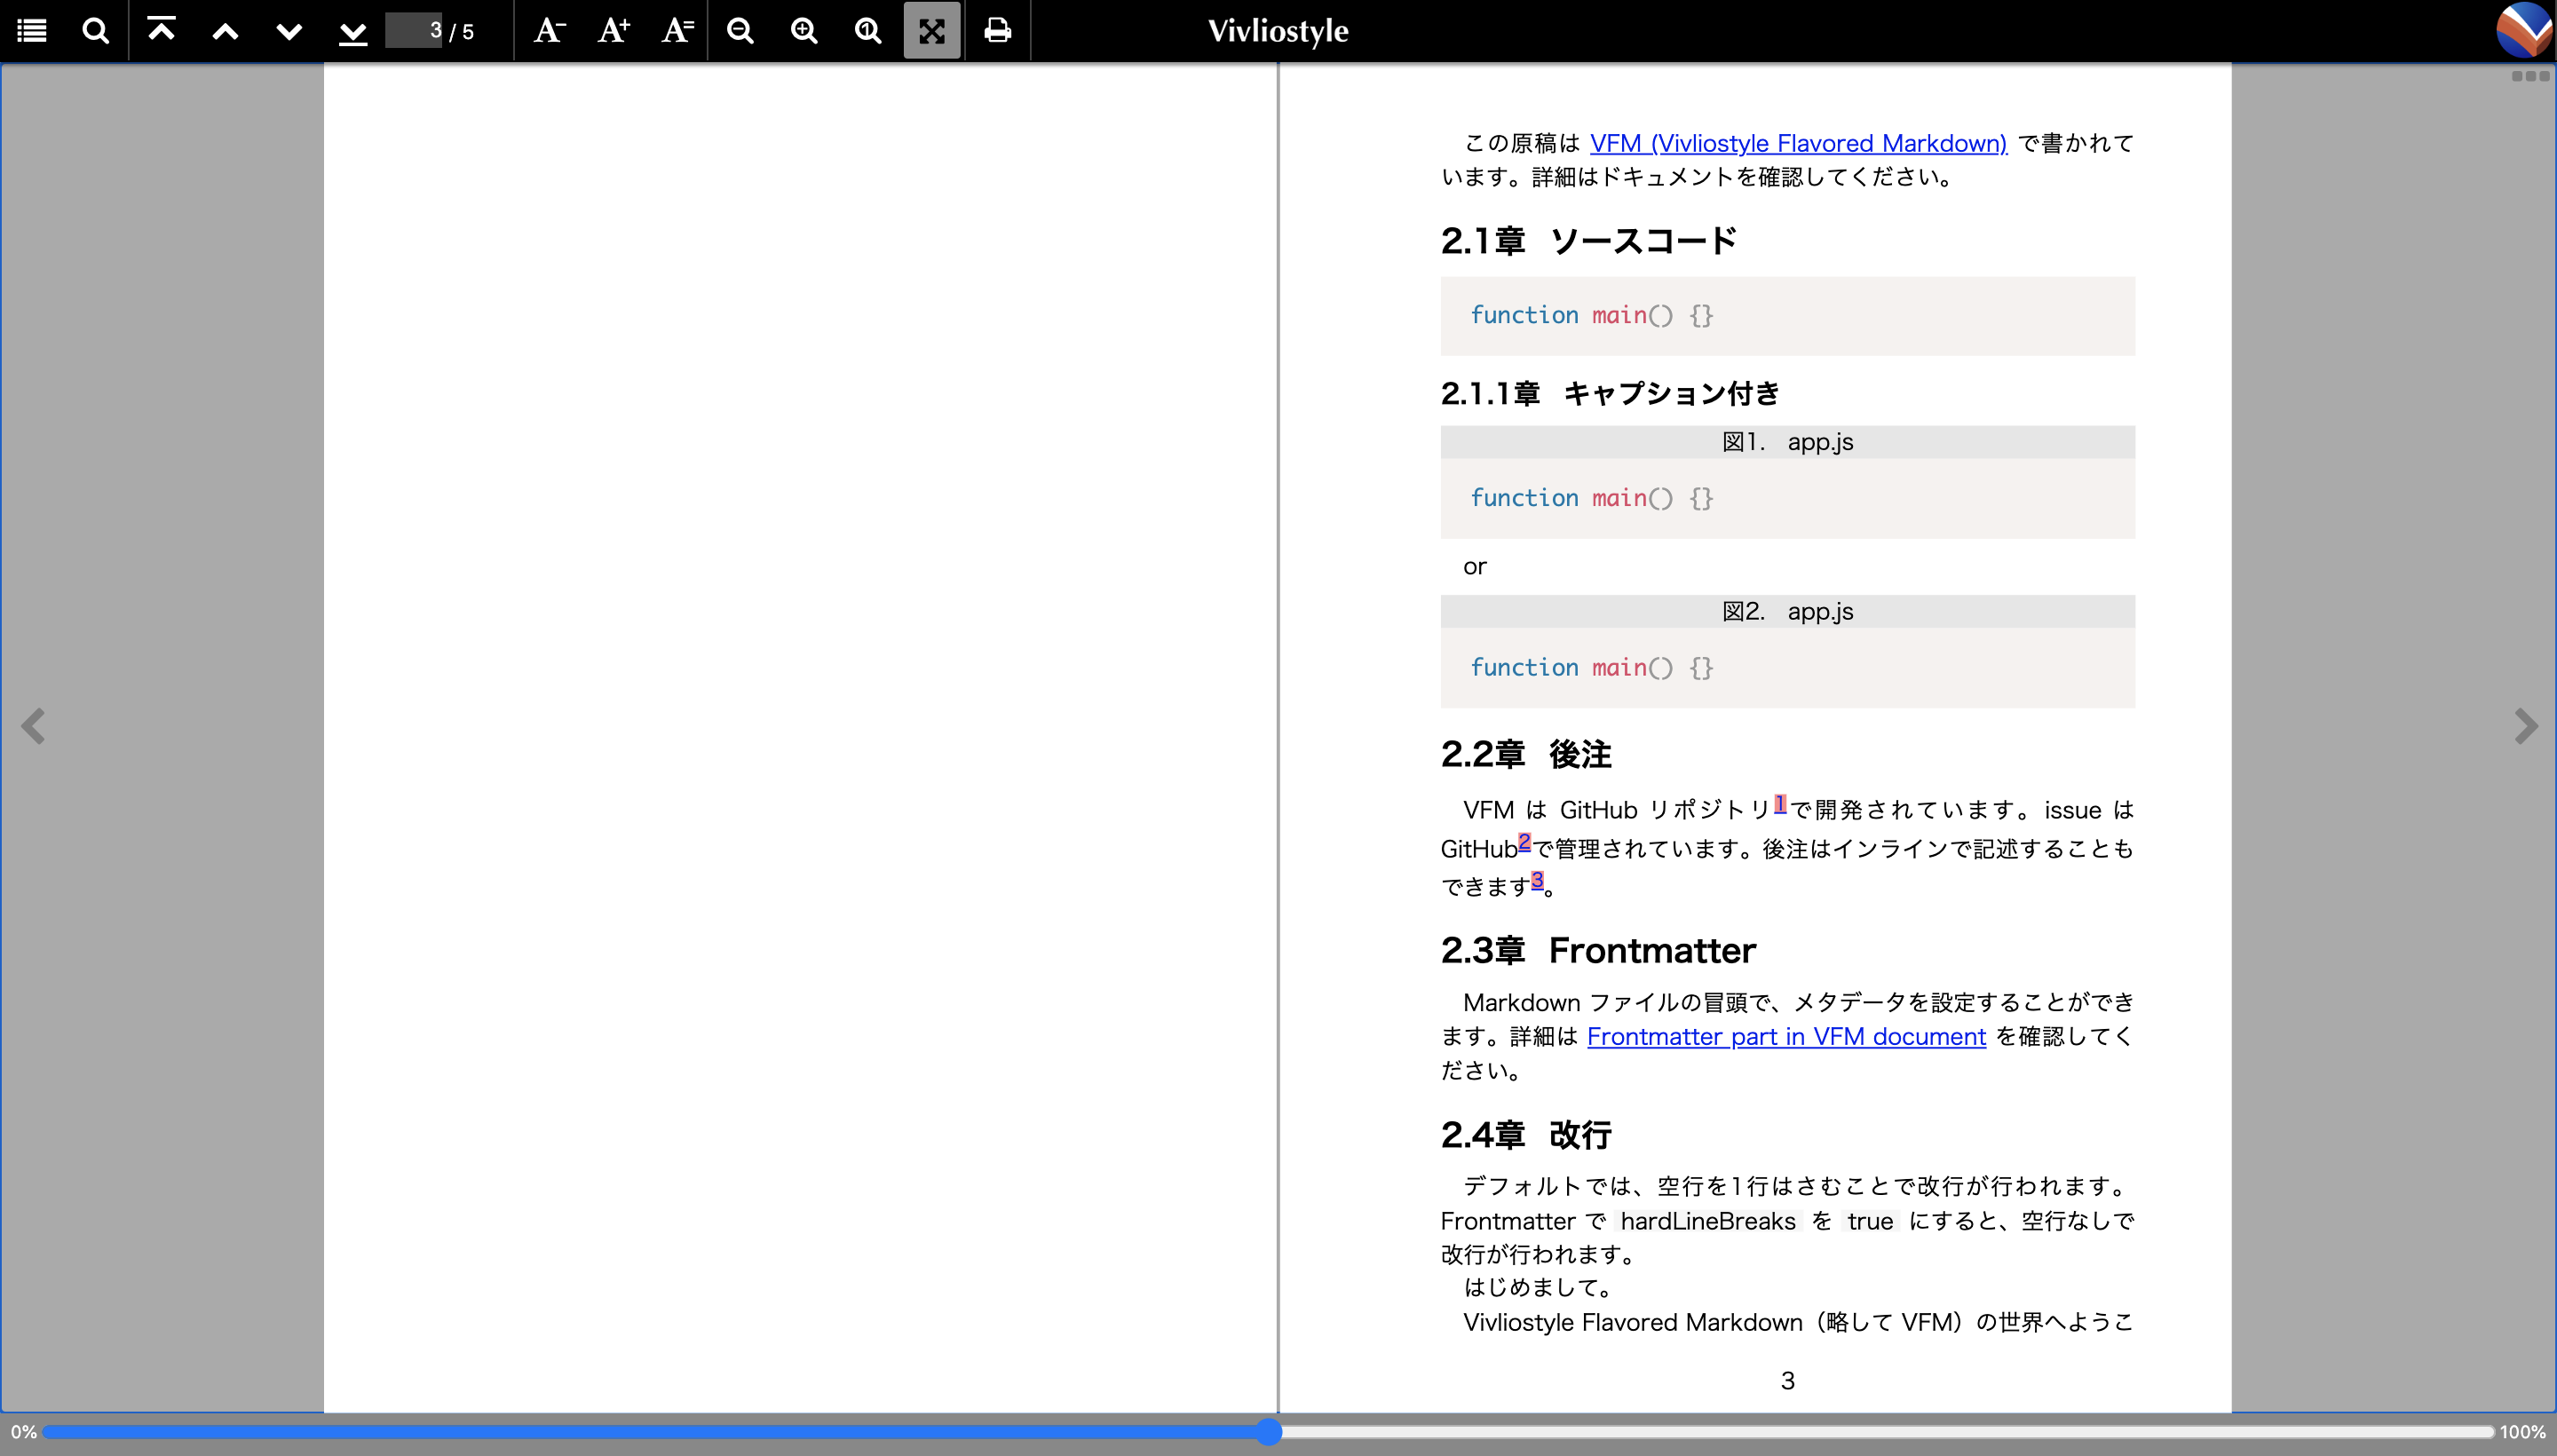 3 / 5
A− A+ A=
Vivliostyle
この原稿は VFM (Vivliostyle Flavored Markdown) で書かれて
います。詳細はドキュメントを確認してください。
2.1章 ソースコード
function main() {}
2.1.1章 キャプション付き
図1. app.js
function main() {}
or
図2. app.js
function main() {}
2.2章 後注
VFM は GitHub リポジトリ1で開発されています。issue は
GitHub2で管理されています。後注はインラインで記述することも
できます3。
2.3章 Frontmatter
Markdown ファイルの冒頭で、メタデータを設定することができ
ます。詳細は Frontmatter part in VFM document を確認してく
ださい。
2.4章 改行
デフォルトでは、空行を1行はさむことで改行が行われます。
Frontmatter で hardLineBreaks を true にすると、空行なしで
改行が行われます。
はじめまして。
Vivliostyle Flavored Markdown（略して VFM）の世界へようこ
3
0%
100%